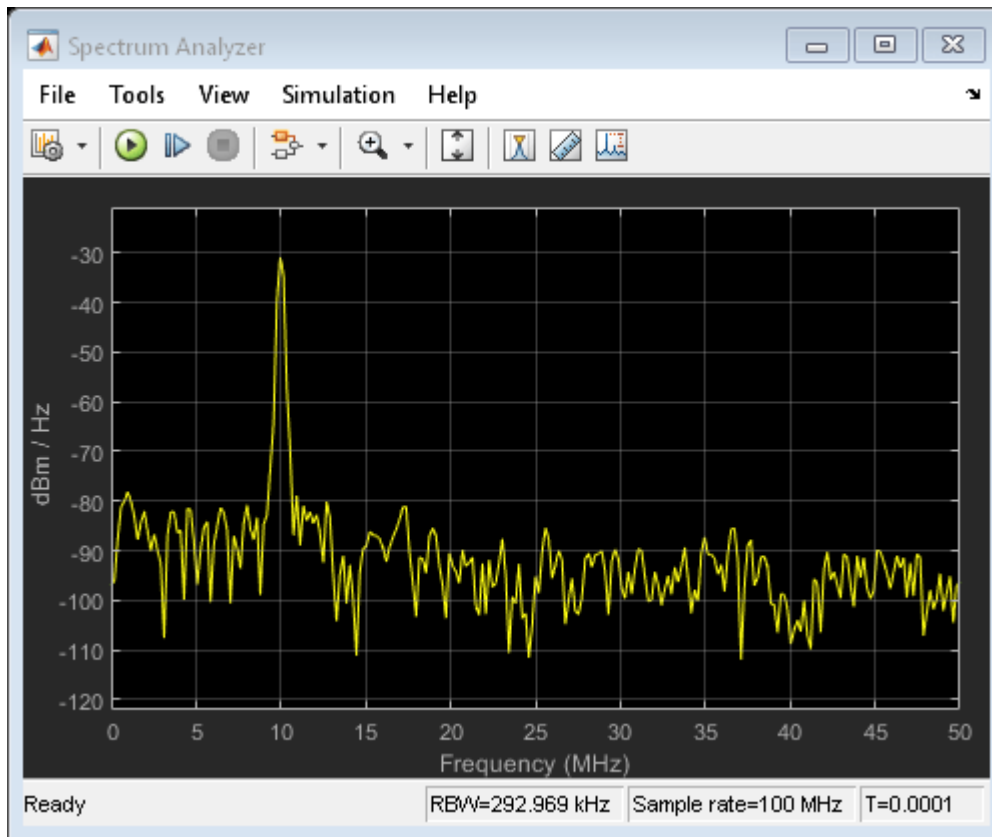 Spectrum Analyzer
File Tools View Simulation Help
-30
-40
-50
-60
-70
-80
-90
-100
-110
-120
dBm / Hz
0 5 10 15 20 25 30 35 40 45 50
Frequency (MHz)
Ready RBW=292.969 kHz Sample rate=100 MHz T=0.0001